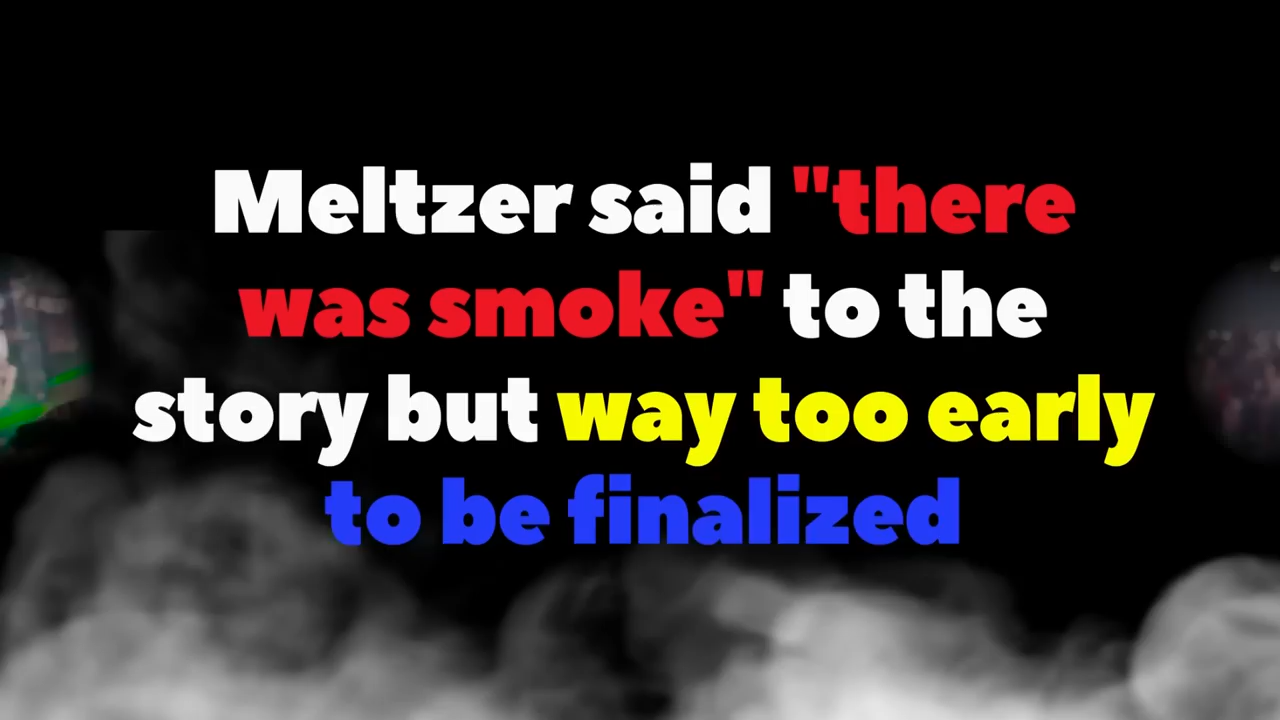 Meltzer said "there
was smoke" to the
story but way too early
to be finalized